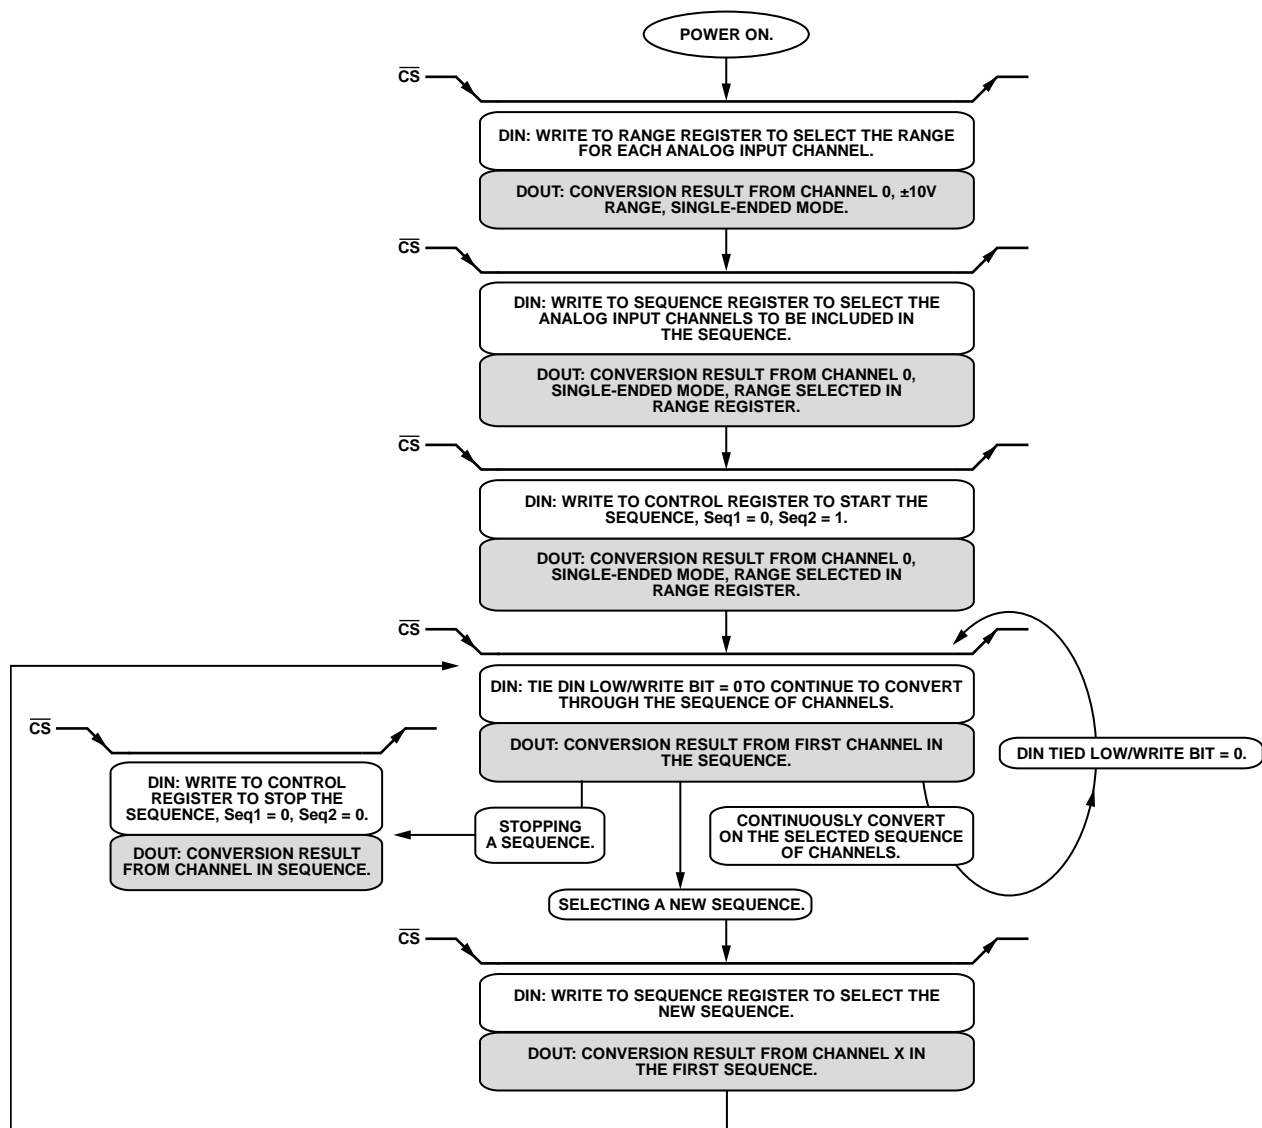 POWER ON.
CS
DIN: WRITE TO RANGE REGISTER TO SELECT THE RANGE
FOR EACH ANALOG INPUT CHANNEL.
DOUT: CONVERSION RESULT FROM CHANNEL 0, ±10V
RANGE, SINGLE-ENDED MODE.
CS
DIN: WRITE TO SEQUENCE REGISTER TO SELECT THE
ANALOG INPUT CHANNELS TO BE INCLUDED IN
THE SEQUENCE.
DOUT: CONVERSION RESULT FROM CHANNEL 0,
SINGLE-ENDED MODE, RANGE SELECTED IN
RANGE REGISTER.
CS
DIN: WRITE TO CONTROL REGISTER TO START THE
SEQUENCE, Seq1 = 0, Seq2 = 1.
DOUT: CONVERSION RESULT FROM CHANNEL 0,
SINGLE-ENDED MODE, RANGE SELECTED IN
RANGE REGISTER.
CS
DIN: TIE DIN LOW/WRITE BIT = 0 TO CONTINUE TO CONVERT
THROUGH THE SEQUENCE OF CHANNELS.
DOUT: CONVERSION RESULT FROM FIRST CHANNEL IN
THE SEQUENCE.
DIN TIED LOW/WRITE BIT = 0.
CS
DIN: WRITE TO CONTROL
REGISTER TO STOP THE
SEQUENCE, Seq1 = 0, Seq2 = 0.
DOUT: CONVERSION RESULT
FROM CHANNEL IN SEQUENCE.
STOPPING
A SEQUENCE.
CONTINUOUSLY CONVERT
ON THE SELECTED SEQUENCE
OF CHANNELS.
SELECTING A NEW SEQUENCE.
CS
DIN: WRITE TO SEQUENCE REGISTER TO SELECT THE
NEW SEQUENCE.
DOUT: CONVERSION RESULT FROM CHANNEL X IN
THE FIRST SEQUENCE.